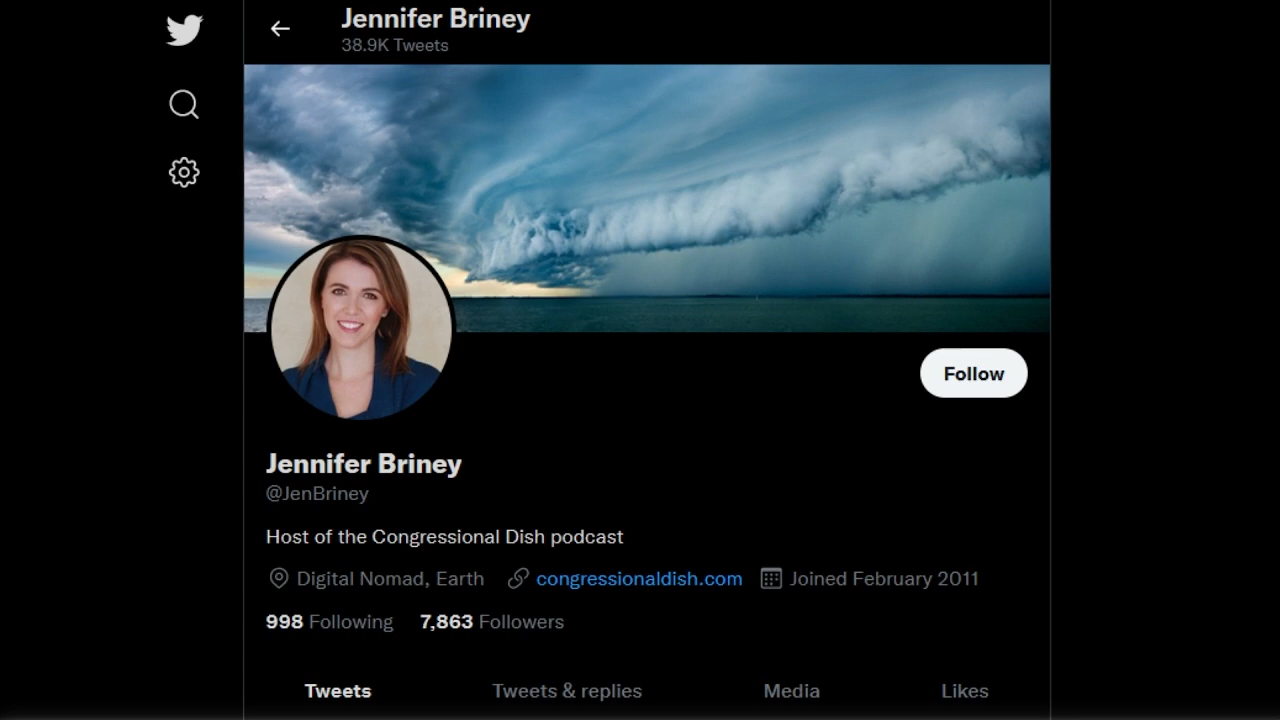 Jennifer Briney
38.9K Tweets
Follow
Jennifer Briney
@JenBriney
Host of the Congressional Dish podcast
Digital Nomad, Earth congressionaldish.com Joined February 2011
998 Following 7,863 Followers
Tweets Tweets & replies Media Likes